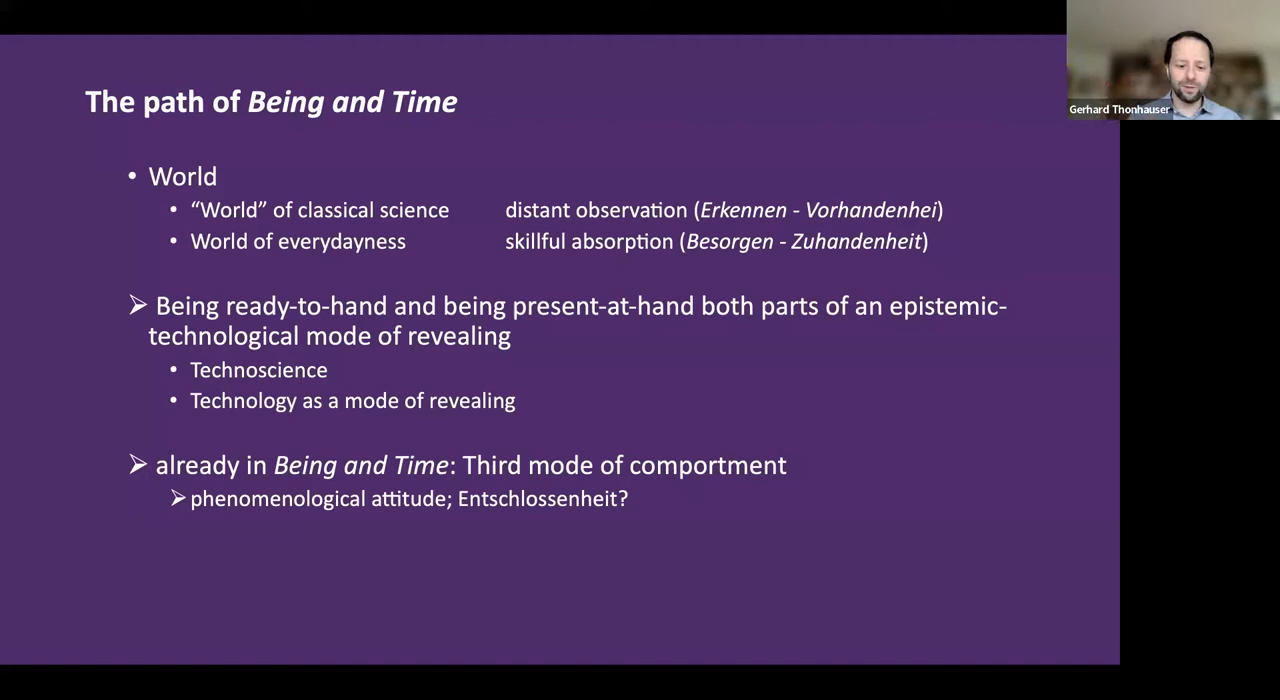 The path of Being and Time
Gerhard Thonhauser
• World
• “World” of classical science distant observation (Erkennen - Vorhandenhei)
• World of everydayness skillful absorption (Besorgen - Zuhandenheit)
➢ Being ready-to-hand and being present-at-hand both parts of an epistemic-
technological mode of revealing
• Technoscience
• Technology as a mode of revealing
➢ already in Being and Time: Third mode of comportment
➢ phenomenological attitude; Entschlossenheit?